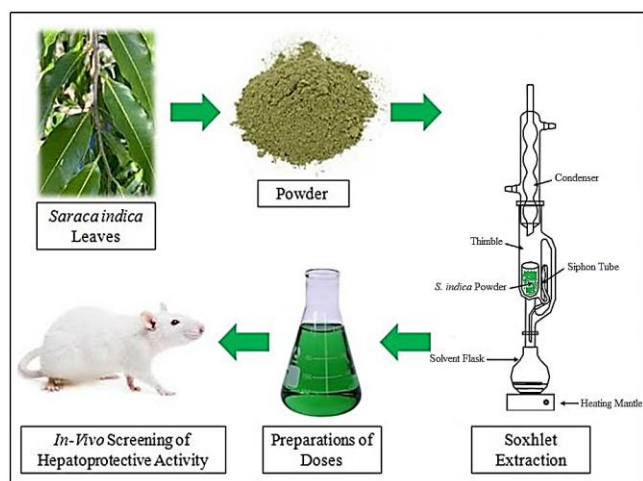 Saraca indica
Leaves
Powder
Condenser
Thimble
Siphon Tube
S. indica Powder
Solvent Flask
Heating Mantle
Soxhlet
Extraction
Preparations of
Doses
In-Vivo Screening of
Hepatoprotective Activity